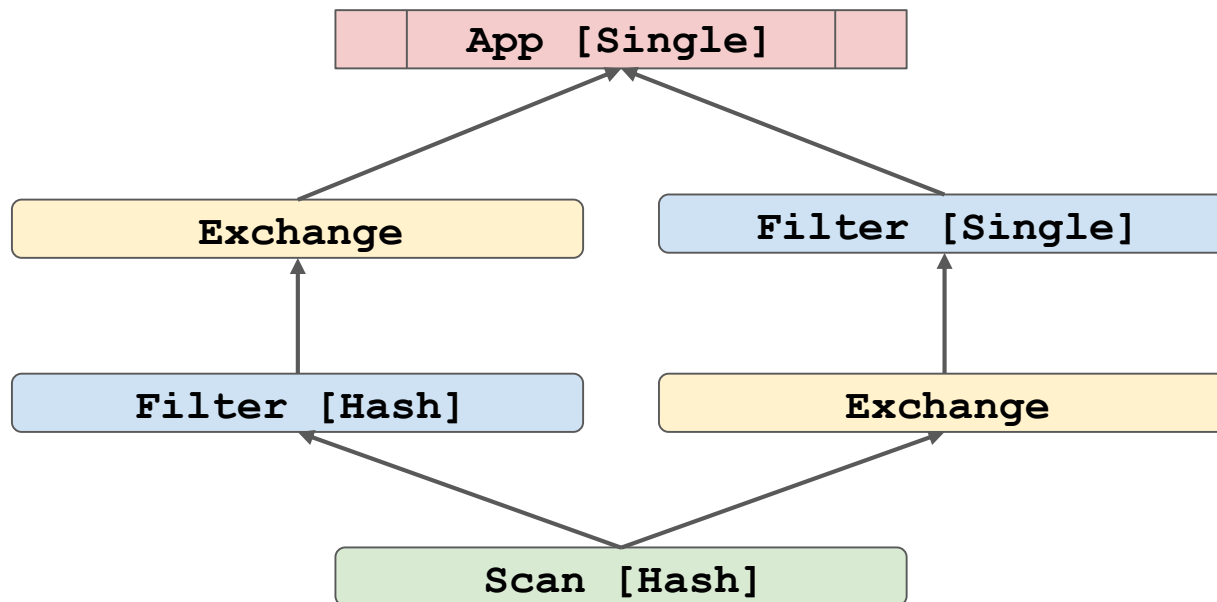 App [Single]
Exchange
Filter [Single]
Filter [Hash]
Exchange
Scan [Hash]